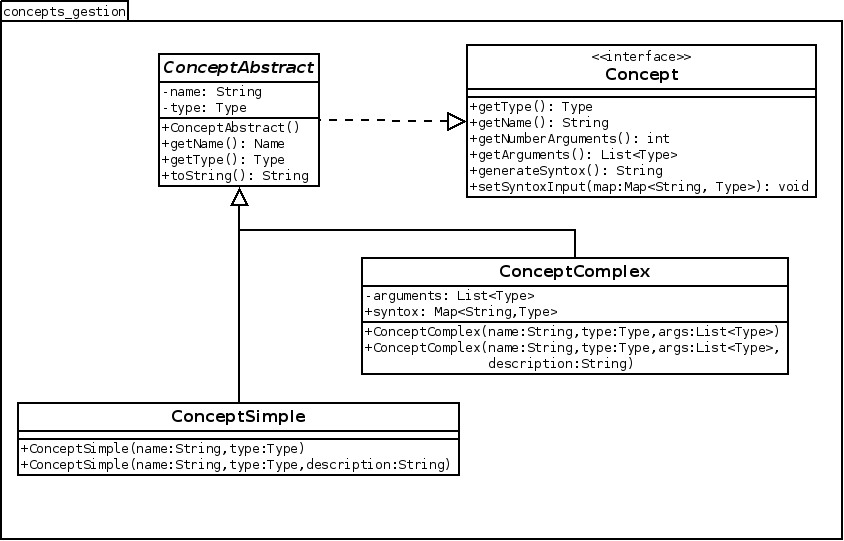 concepts_gestion
ConceptAbstract
-name: String
-type: Type
+ConceptAbstract()
+getName(): Name
+getType(): Type
+toString(): String
<<interface>>
Concept
+getType(): Type
+getName(): String
+getNumberArguments(): int
+getArguments(): List<Type>
+generateSyntox(): String
+setSyntoxInput(map:Map<String, Type>): void
ConceptComplex
-arguments: List<Type>
+syntox: Map<String,Type>
+ConceptComplex(name:String,type:Type,args:List<Type>)
+ConceptComplex(name:String,type:Type,args:List<Type>,
description:String)
ConceptSimple
+ConceptSimple(name:String,type:Type)
+ConceptSimple(name:String,type:Type,description:String)